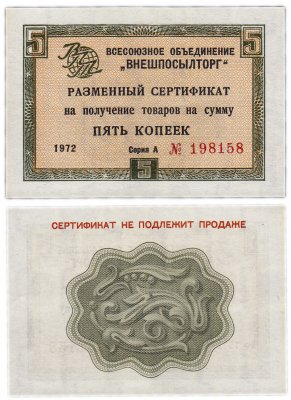 5 5
ВПТ
ВСЕСОЮЗНОЕ ОБЪЕДИНЕНИЕ
„ВНЕШПОСЫЛТОРГ"
РАЗМЕННЫЙ СЕРТИФИКАТ
на получение товаров на сумму
ПЯТЬ КОПЕЕК
1972 Серия А № 198158
5
СЕРТИФИКАТ НЕ ПОДЛЕЖИТ ПРОДАЖЕ